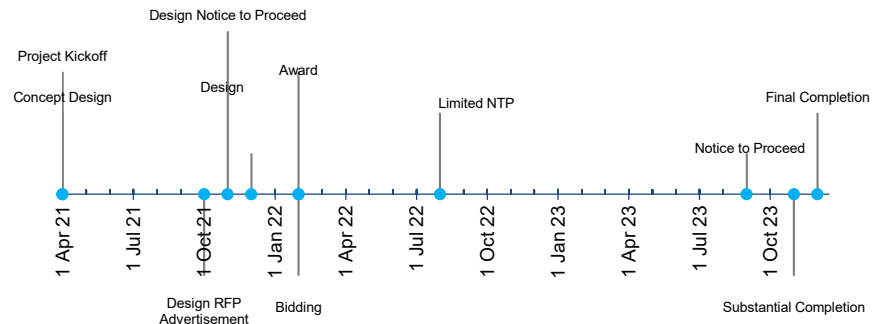 Design Notice to Proceed
Project Kickoff
Award
Design
Concept Design
Limited NTP
Final Completion
Notice to Proceed
1 Apr 21
1 Jul 21
1 Oct 21
1 Jan 22
1 Apr 22
1 Jul 22
1 Oct 22
1 Jan 23
1 Apr 23
1 Jul 23
1 Oct 23
Design RFP
Advertisement
Bidding
Substantial Completion